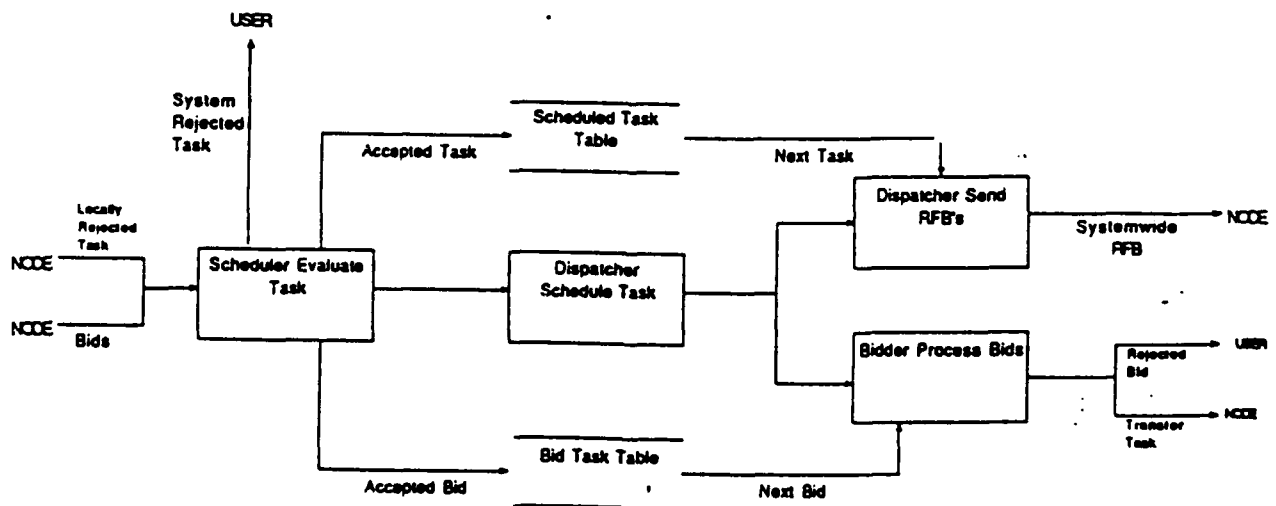 USER
System
Rejected
Task
Scheduled Task
Table
Accepted Task
Next Task
Dispatcher Send
RFB's
Systemwide
RFB
NODE
Locally
Rejected
Task
NODE
Scheduler Evaluate
Task
Dispatcher
Schedule Task
NODE
Bids
Bidder Process Bids
Rejected
Bid
USER
NODE
Transfer
Task
Bid Task Table
Accepted Bid
Next Bid